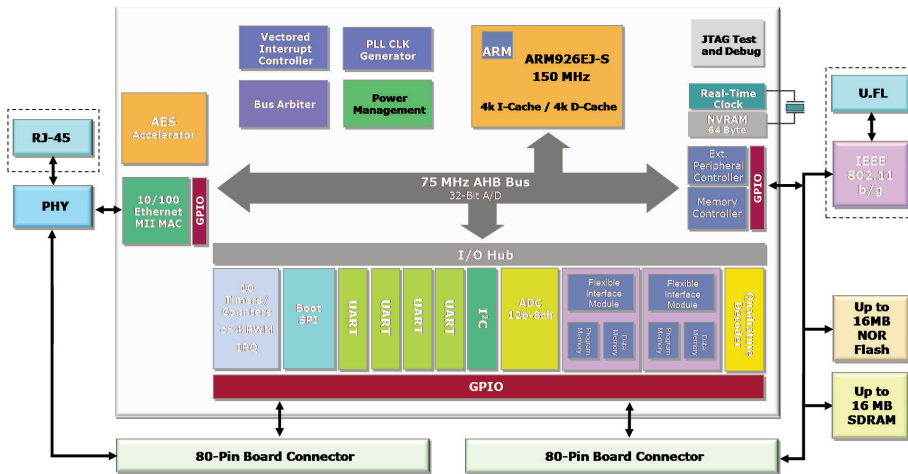 Vectored
Interrupt
Controller
PLL CLK
Generator
ARM
ARM926EJ-S
150 MHz
4k I-Cache / 4k D-Cache
JTAG Test
and Debug
Bus Arbiter
Power
Management
Real-Time
Clock
NVRAM
64 Byte
U.FL
RJ-45
AES
Accelerator
Ext.
Peripheral
Controller
Memory
Controller
GPIO
IEEE
802.11
b/g
PHY
10/100
Ethernet
MII MAC
GPIO
75 MHz AHB Bus
32-Bit A/D
I/O Hub
10
Timers/
Counters
or 4 PWM
IRQ
Boot
SPI
UART
UART
UART
UART
I²C
ADC
12b-8ch
Flexible
Interface
Module
Program
Memory
Data
Memory
Flexible
Interface
Module
Program
Memory
Data
Memory
Quadrature
Decoder
GPIO
Up to
16MB
NOR
Flash
Up to
16 MB
SDRAM
80-Pin Board Connector
80-Pin Board Connector